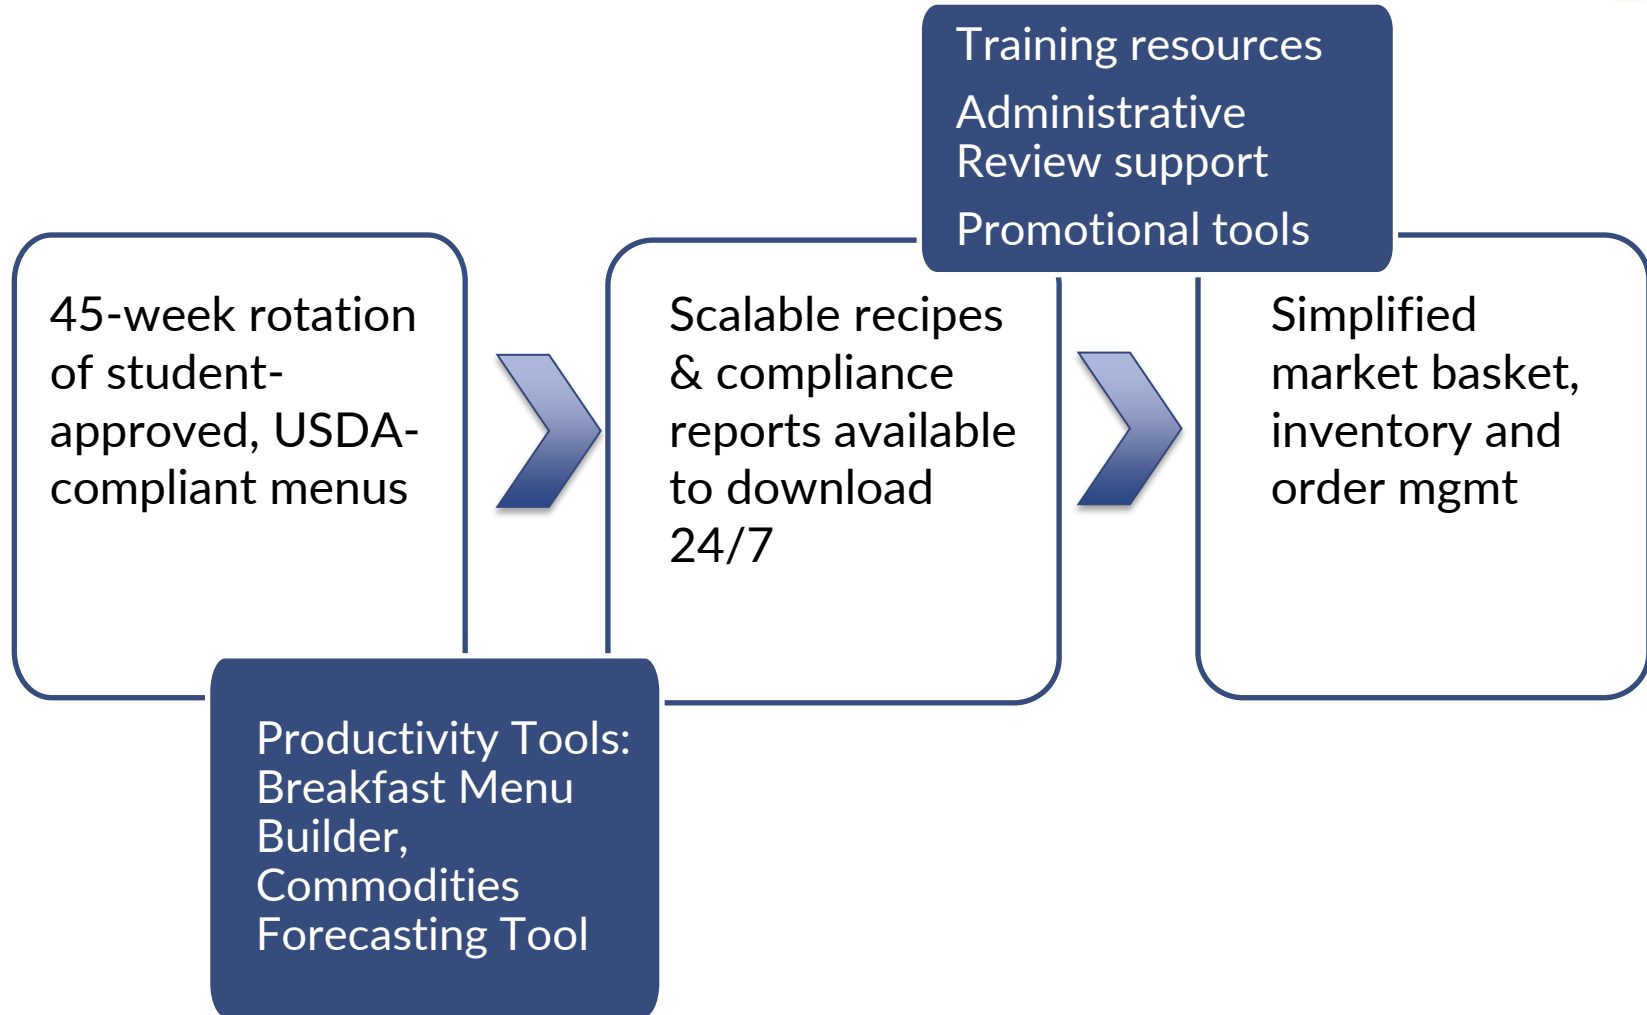 Training resources
Administrative
Review support
Promotional tools
45-week rotation
of student-
approved, USDA-
compliant menus
Scalable recipes
& compliance
reports available
to download
24/7
Simplified
market basket,
inventory and
order mgmt
Productivity Tools:
Breakfast Menu
Builder,
Commodities
Forecasting Tool